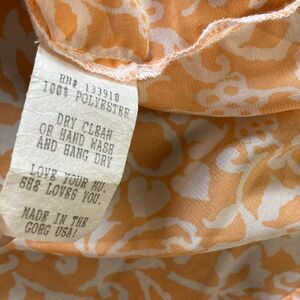 RN# 133918
100% POLYESTER
DRY CLEAN
OR HAND WASH
AND HANG DRY
LOVE YOUR MU.
SHE LOVES YOU.
MADE IN THE
GORG USA!